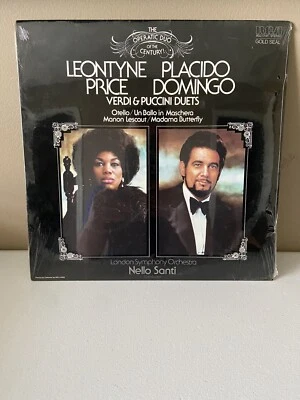 THE
OPERATIC DUO
OF THE
CENTURY!
RCA
GOLD SEAL
LEONTYNE PLACIDO
PRICE DOMINGO
VERDI & PUCCINI DUETS
Otello/Un Ballo in Maschera
Manon Lescaut/Madama Butterfly
London Symphony Orchestra
Nello Santi